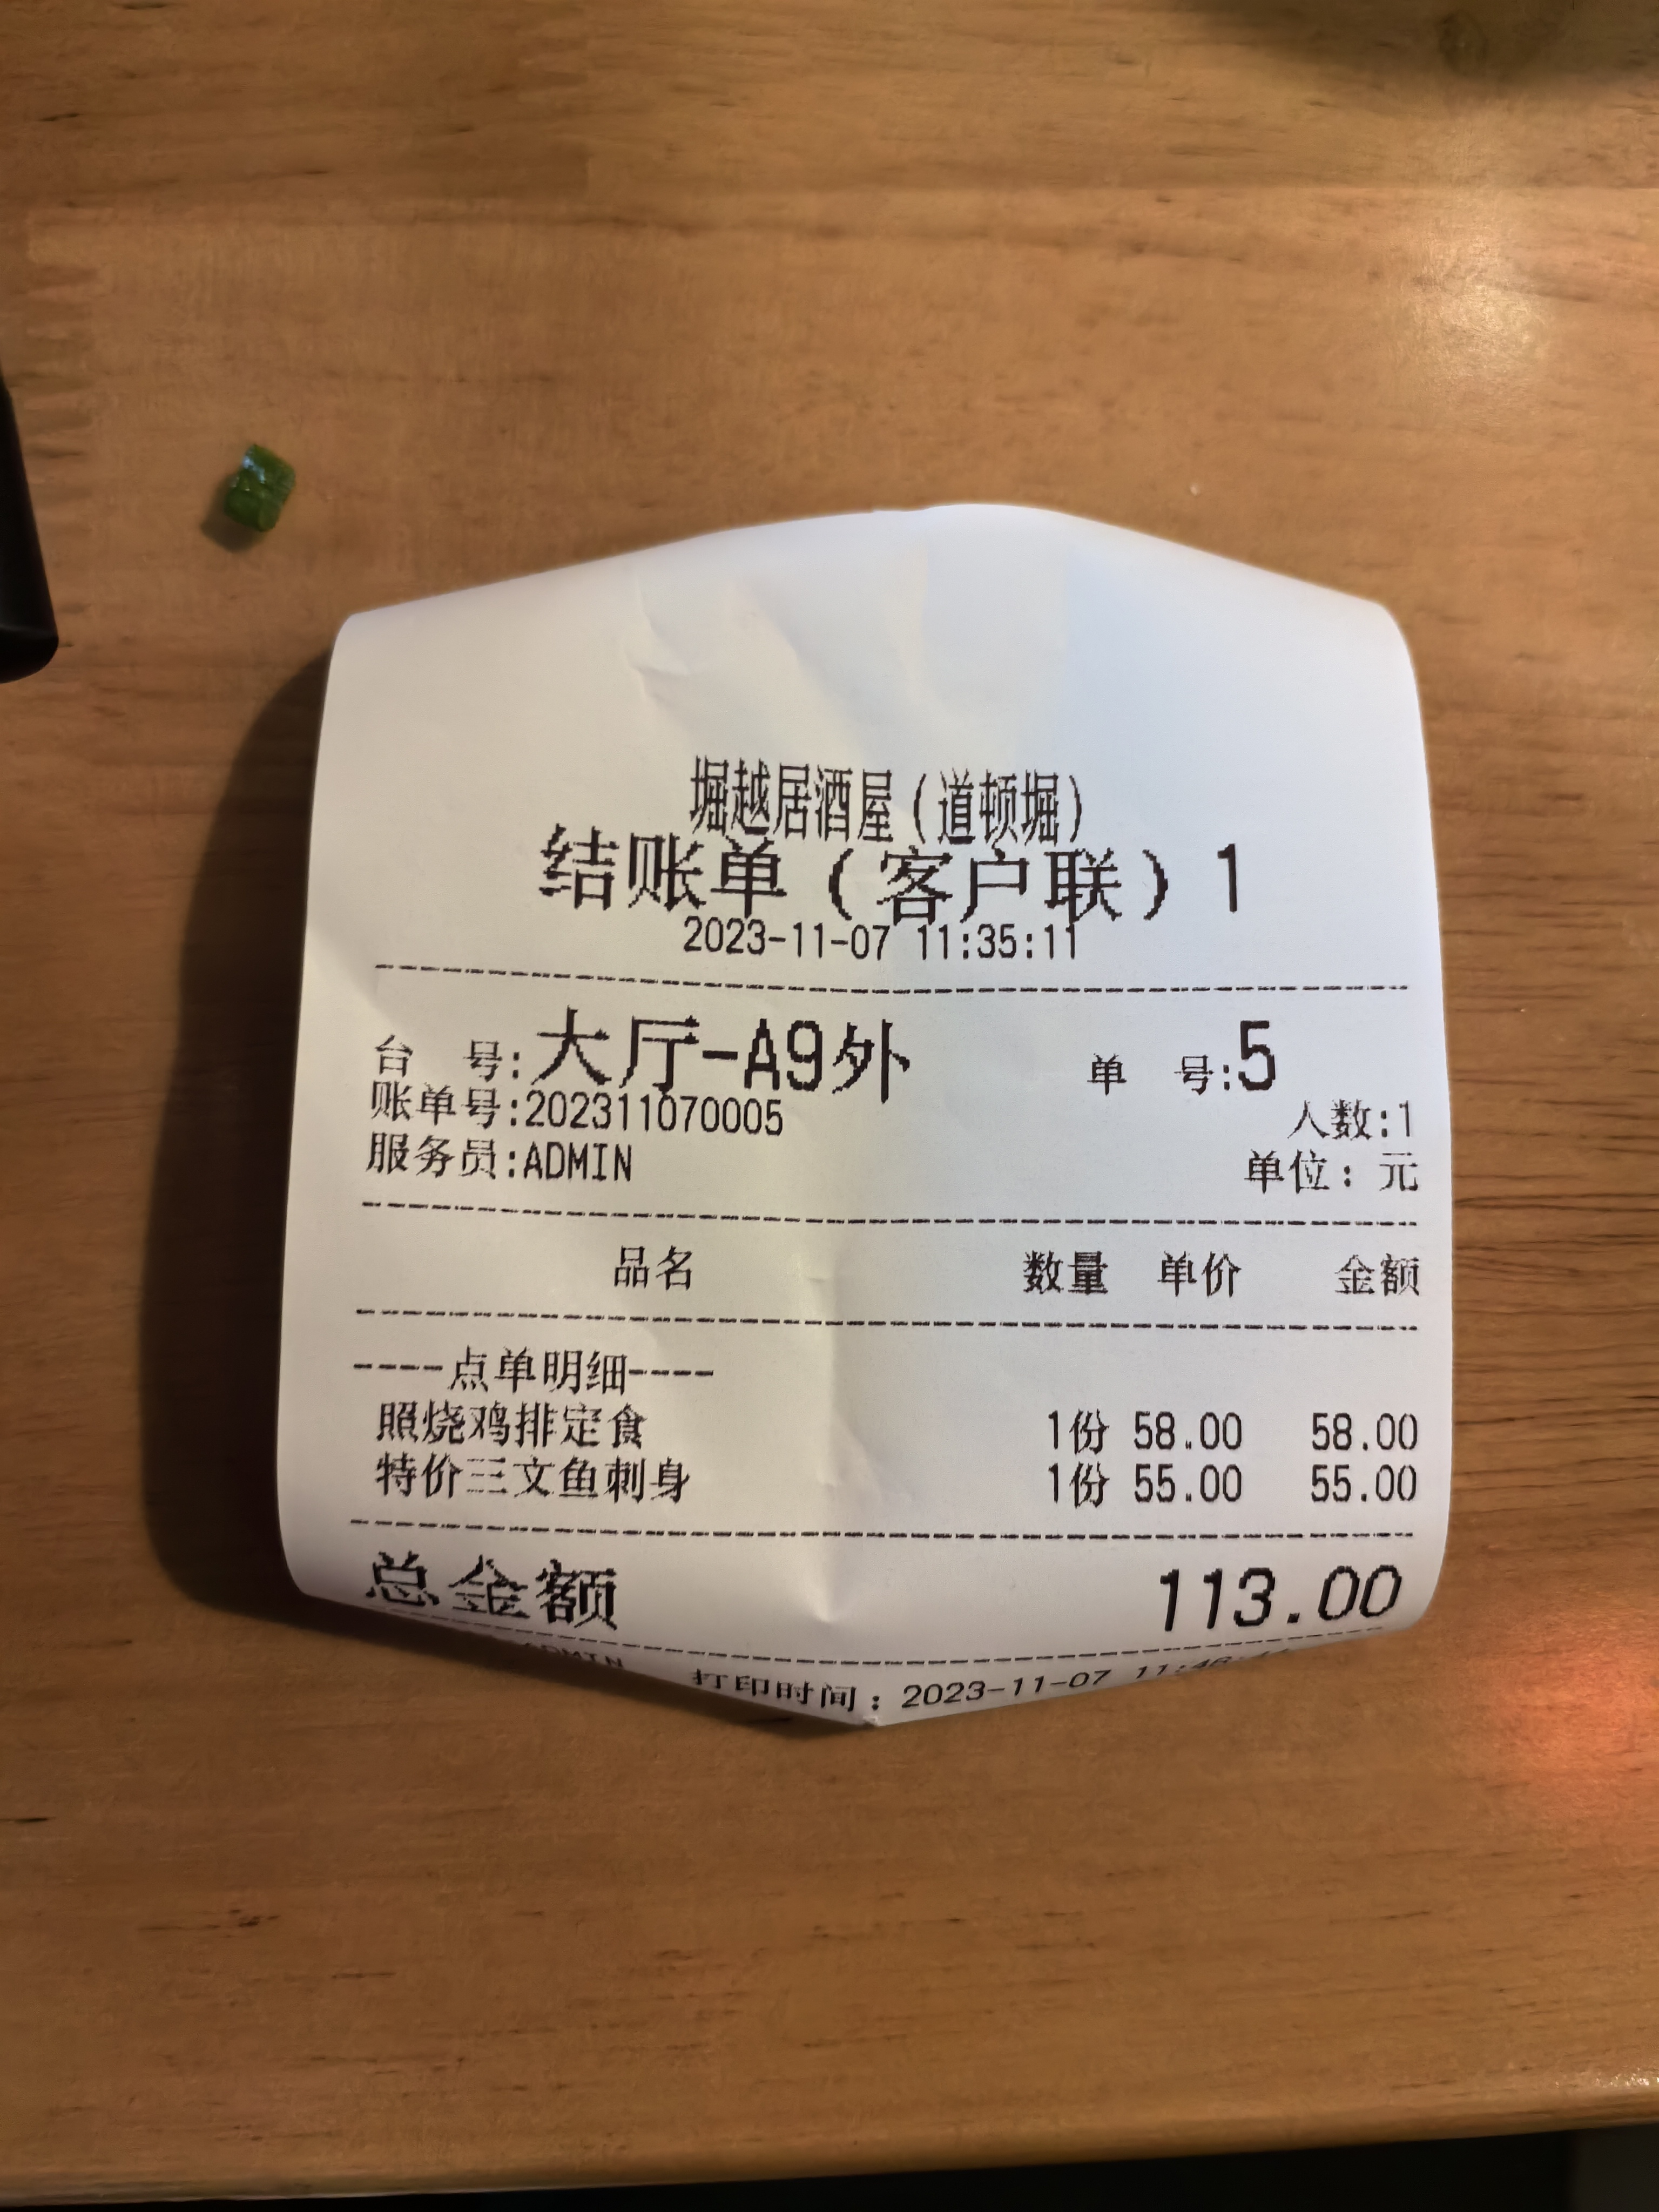 堀越居酒屋（道顿堀）
结账单（客户联）1
2023-11-07 11:35:11
台 号:大厅-A9外 单 号:5
账单号:202311070005 人数:1
服务员:ADMIN 单位：元
品名 数量 单价 金额
----点单明细----
照烧鸡排定食 1份 58.00 58.00
特价三文鱼刺身 1份 55.00 55.00
总金额 113.00
ADMIN 打印时间：2023-11-07